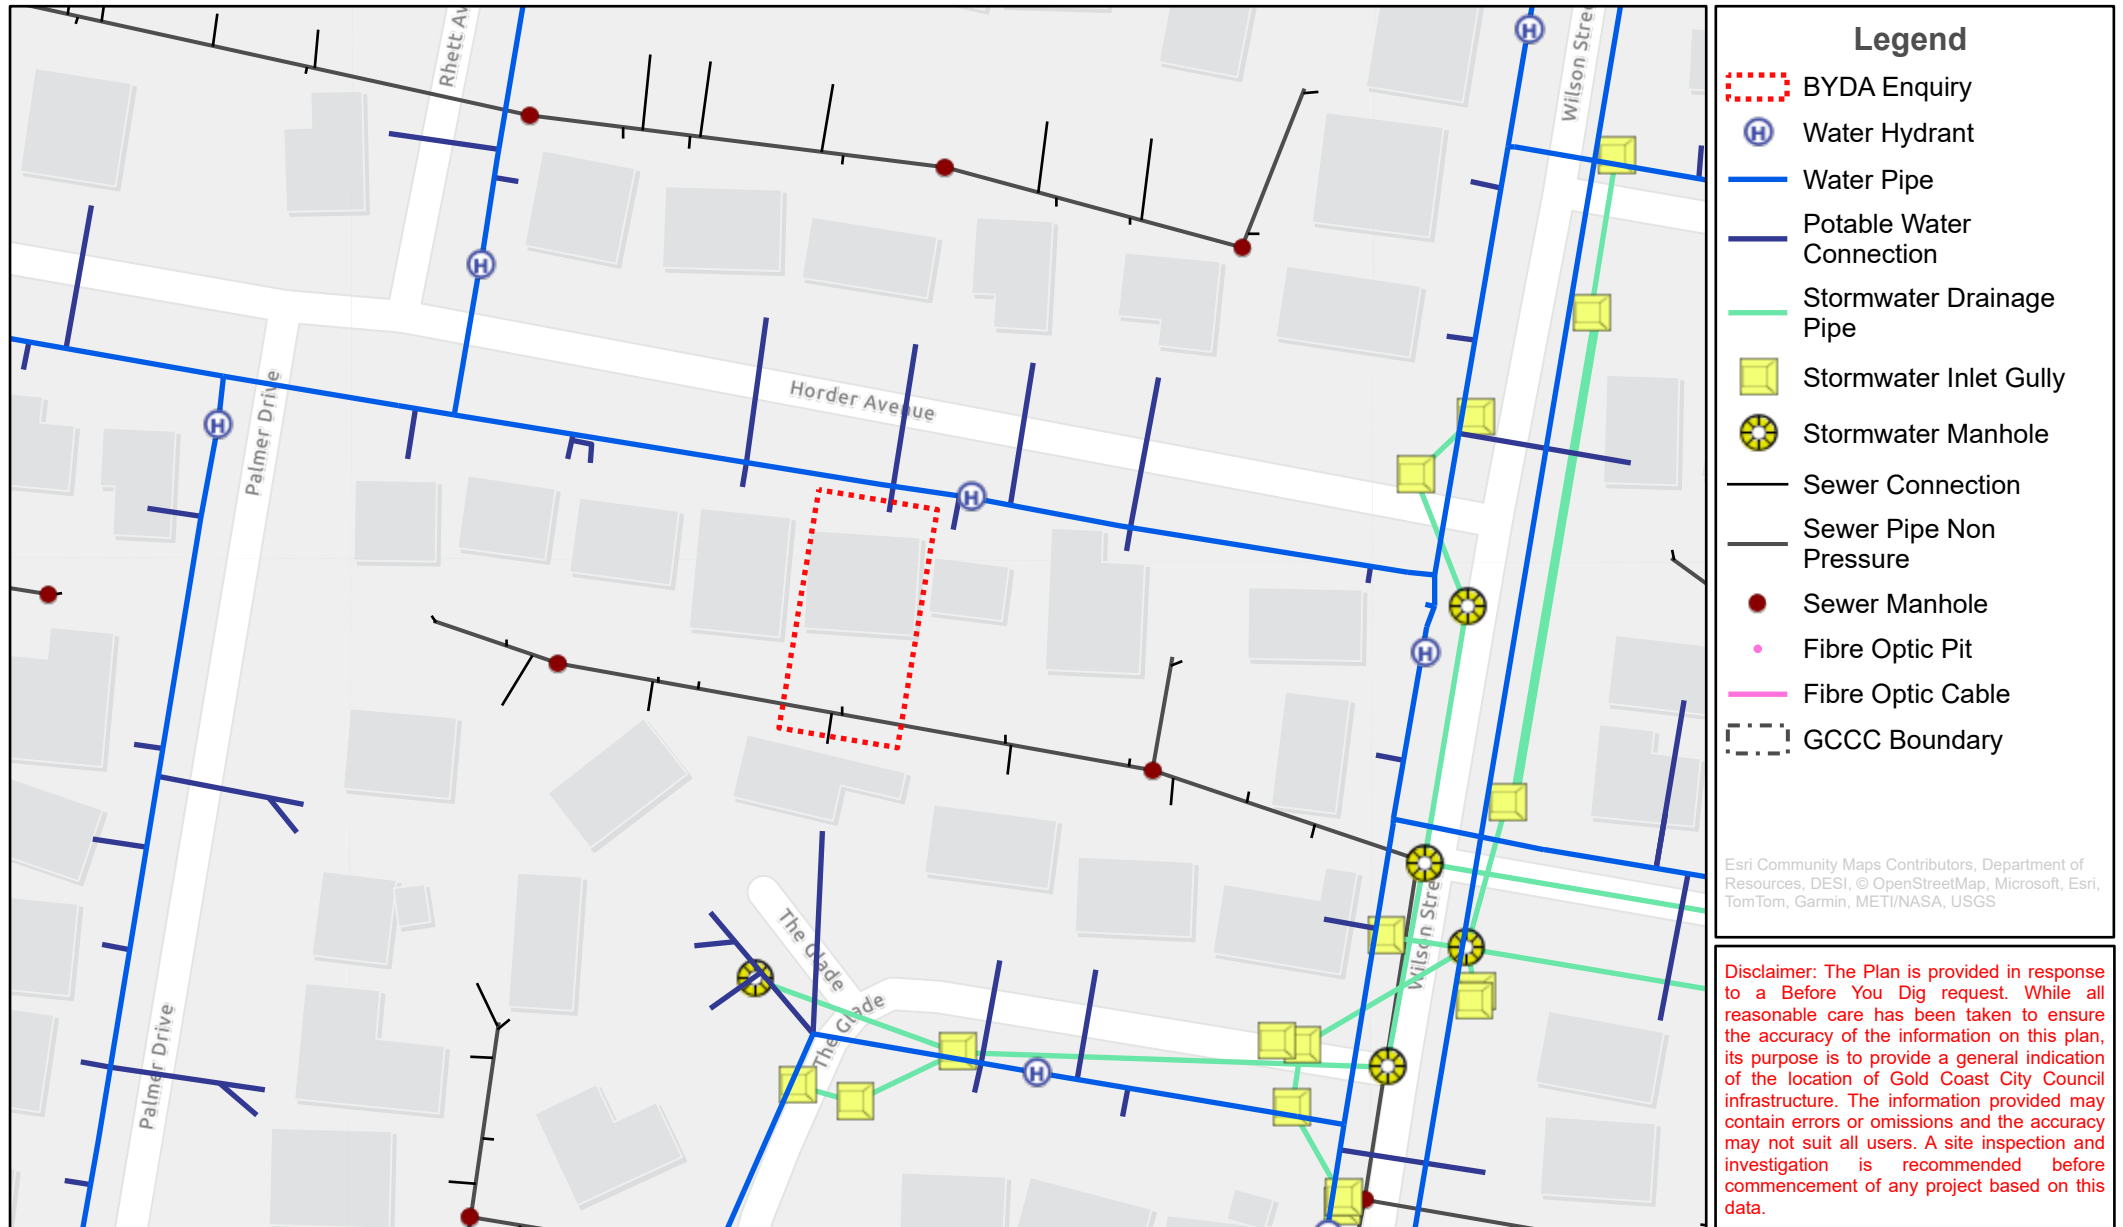 Rhett Av
Wilson Stree
Horder Avenue
Palmer Drive
Palmer Drive
The Glade
The Glade
Wilson Stre
H
H
H
H
H
H
Legend
BYDA Enquiry
H Water Hydrant
Water Pipe
Potable Water
Connection
Stormwater Drainage
Pipe
Stormwater Inlet Gully
Stormwater Manhole
Sewer Connection
Sewer Pipe Non
Pressure
Sewer Manhole
Fibre Optic Pit
Fibre Optic Cable
GCCC Boundary
Esri Community Maps Contributors, Department of
Resources, DESI, © OpenStreetMap, Microsoft, Esri,
TomTom, Garmin, METI/NASA, USGS
Disclaimer: The Plan is provided in response
to a Before You Dig request. While all
reasonable care has been taken to ensure
the accuracy of the information on this plan,
its purpose is to provide a general indication
of the location of Gold Coast City Council
infrastructure. The information provided may
contain errors or omissions and the accuracy
may not suit all users. A site inspection and
investigation is recommended before
commencement of any project based on this
data.